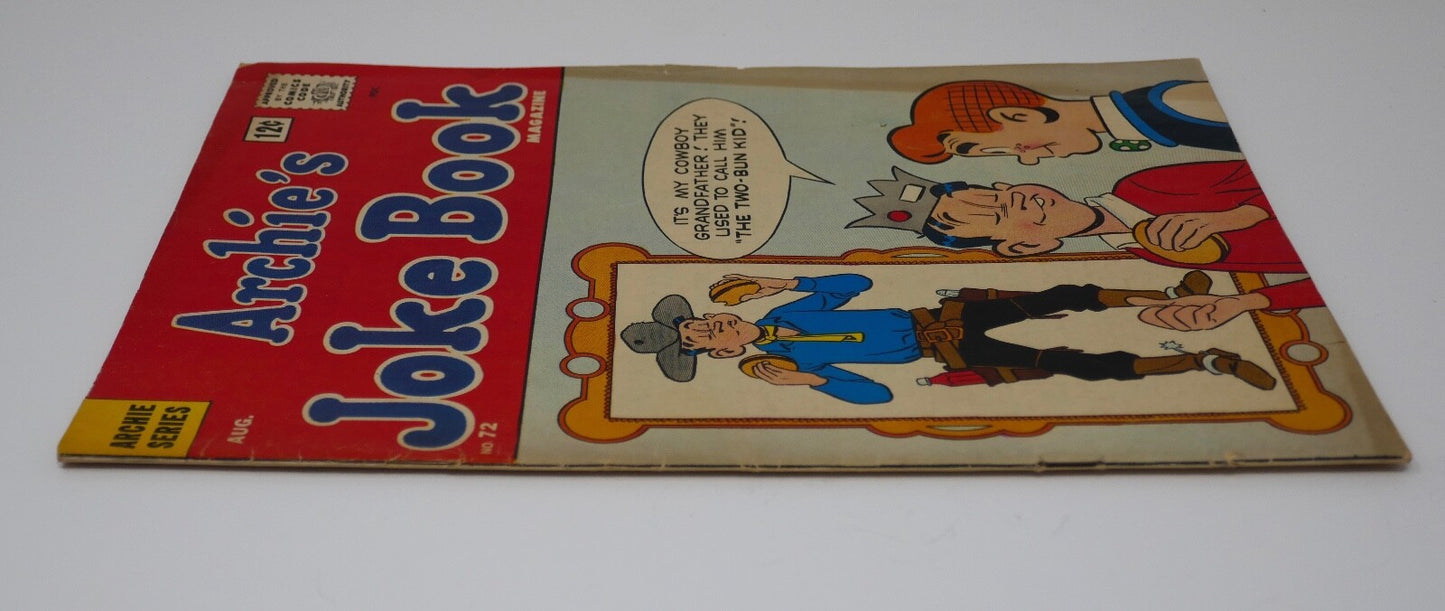 APPROVED
BY THE
COMICS
CODE
AUTHORITY
12¢
PDC
Archie's
Joke Book
MAGAZINE
ARCHIE
SERIES
AUG.
NO. 72
IT'S MY COWBOY
GRANDFATHER! THEY
USED TO CALL HIM
"THE TWO-BUN KID"!